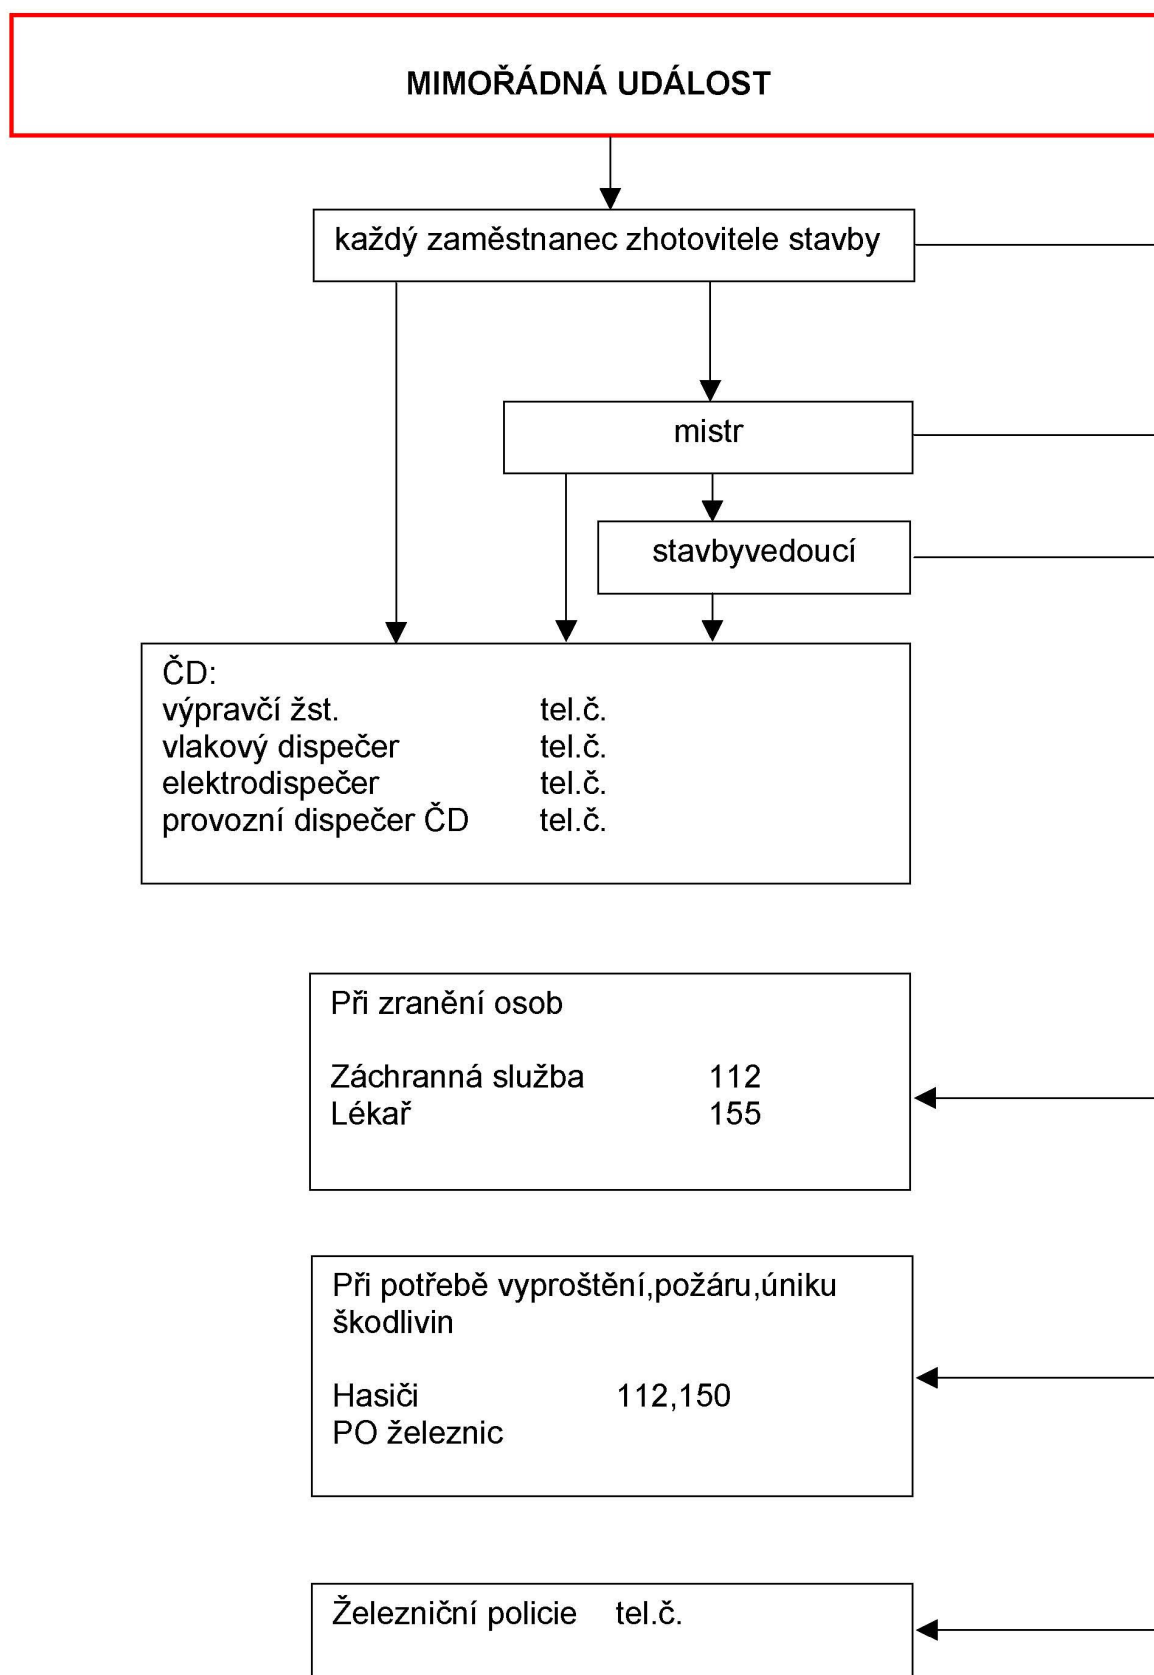 MIMOŘÁDNÁ UDÁLOST
každý zaměstnanec zhotovitele stavby
mistr
stavbyvedoucí
ČD:
výpravčí žst. tel.č.
vlakový dispečer tel.č.
elektrodispečer tel.č.
provozní dispečer ČD tel.č.
Při zranění osob
Záchranná služba 112
Lékař 155
Při potřebě vyproštění,požáru,úniku
škodlivin
Hasiči 112,150
PO železnic
Železniční policie tel.č.